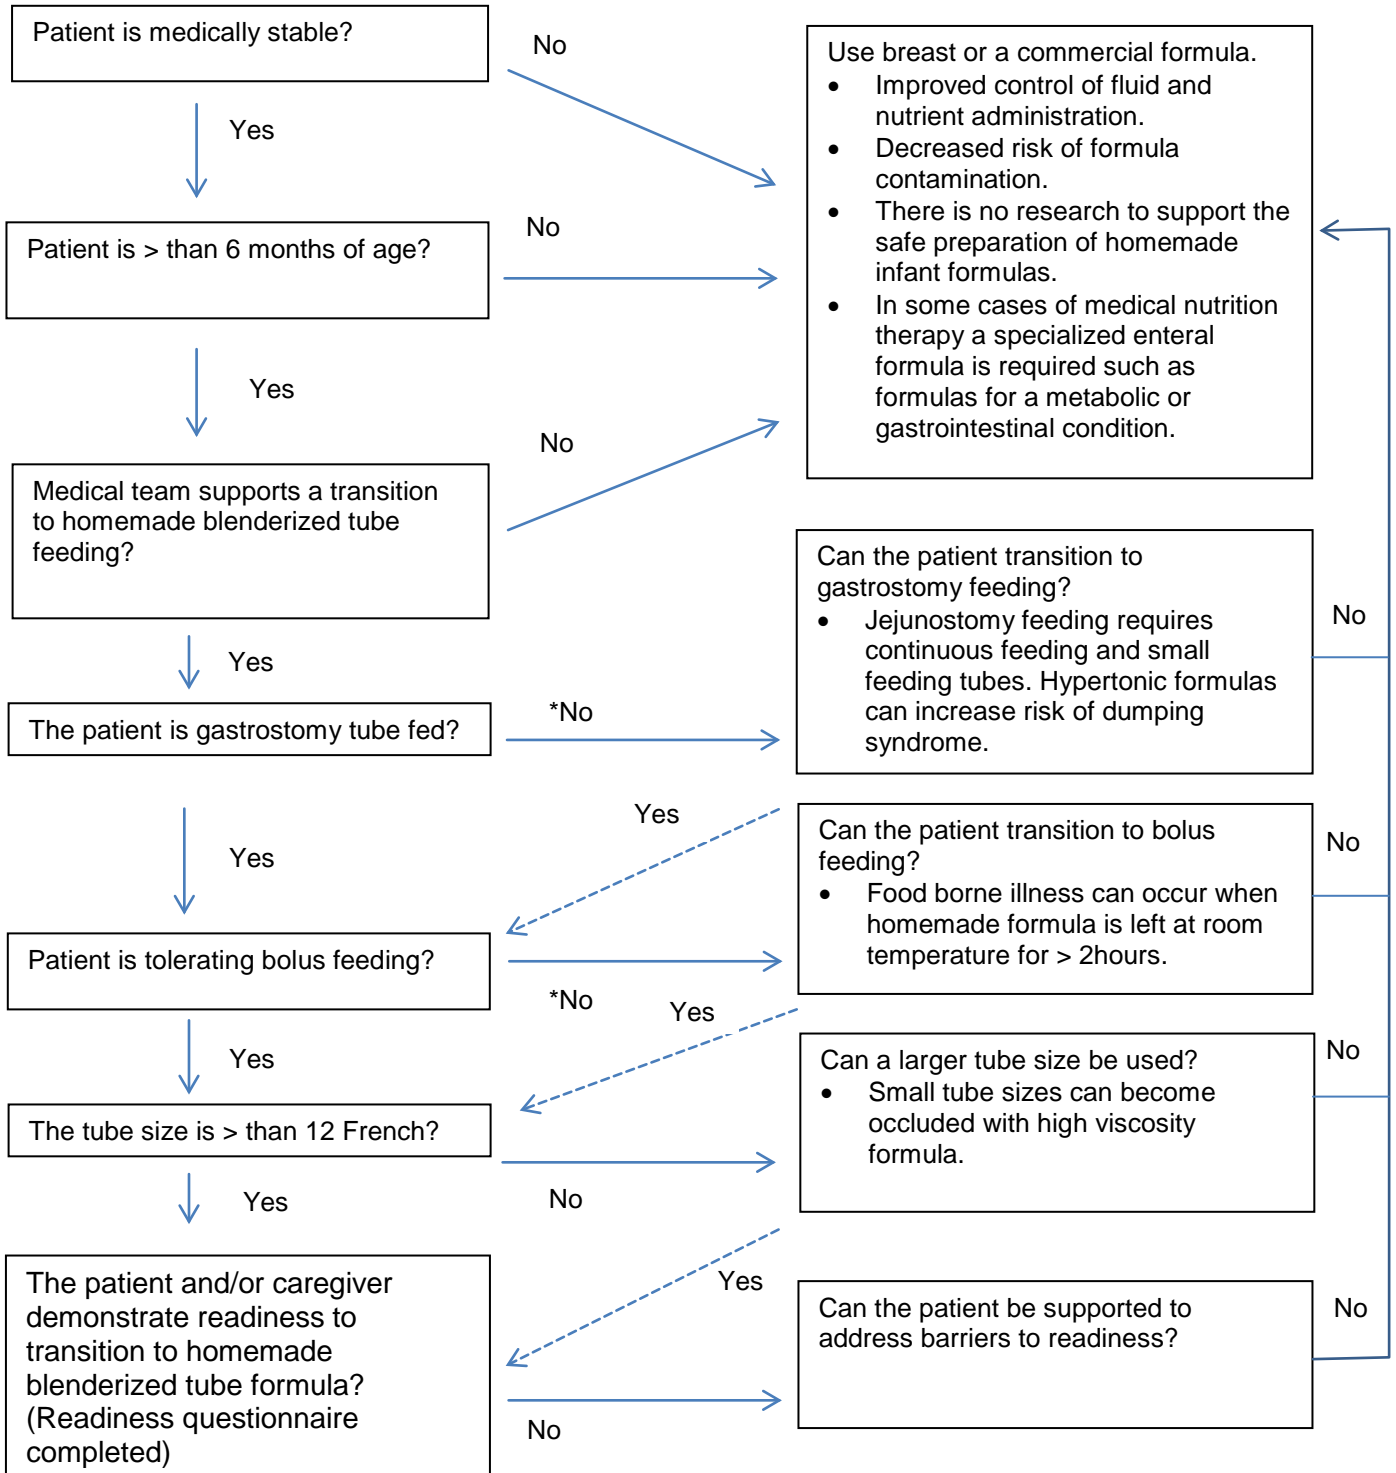 Patient is medically stable?
No
Use breast or a commercial formula.
• Improved control of fluid and
nutrient administration.
• Decreased risk of formula
contamination.
• There is no research to support the
safe preparation of homemade
infant formulas.
• In some cases of medical nutrition
therapy a specialized enteral
formula is required such as
formulas for a metabolic or
gastrointestinal condition.
Yes
Patient is > than 6 months of age?
No
Yes
No
Medical team supports a transition
to homemade blenderized tube
feeding?
Can the patient transition to
gastrostomy feeding?
• Jejunostomy feeding requires
continuous feeding and small
feeding tubes. Hypertonic formulas
can increase risk of dumping
syndrome.
No
Yes
The patient is gastrostomy tube fed?
*No
Yes
Yes
Can the patient transition to bolus
feeding?
• Food borne illness can occur when
homemade formula is left at room
temperature for > 2hours.
No
Patient is tolerating bolus feeding?
*No
Yes
Yes
Can a larger tube size be used?
• Small tube sizes can become
occluded with high viscosity
formula.
No
The tube size is > than 12 French?
No
Yes
Yes
The patient and/or caregiver
demonstrate readiness to
transition to homemade
blenderized tube formula?
(Readiness questionnaire
completed)
No
Can the patient be supported to
address barriers to readiness?
No